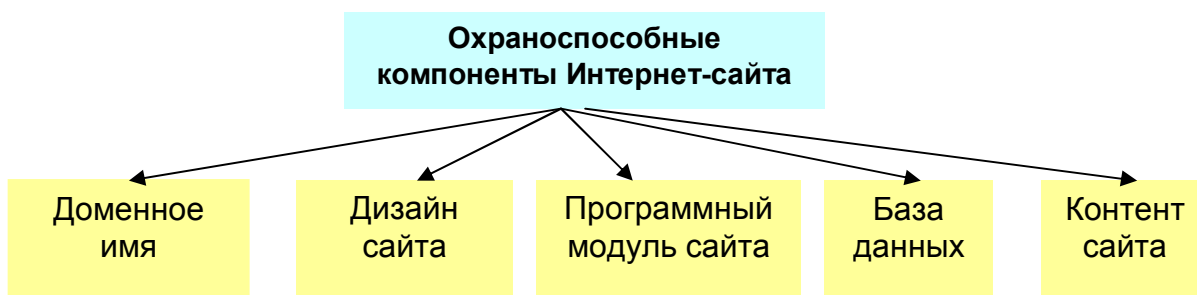 Охраноспособные
компоненты Интернет-сайта
Доменное
имя
Дизайн
сайта
Программный
модуль сайта
База
данных
Контент
сайта